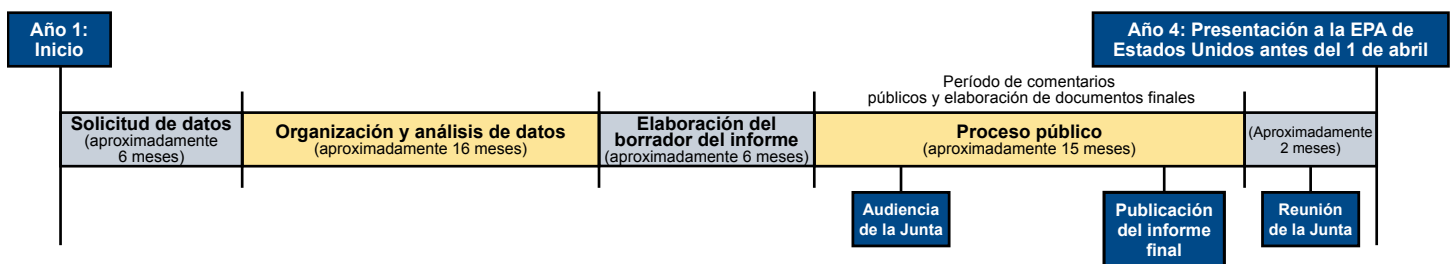 Año 1:
Inicio
Año 4: Presentación a la EPA de
Estados Unidos antes del 1 de abril
Período de comentarios
públicos y elaboración de documentos finales
Solicitud de datos
(aproximadamente
6 meses)
Organización y análisis de datos
(aproximadamente 16 meses)
Elaboración del
borrador del informe
(aproximadamente 6 meses)
Proceso público
(aproximadamente 15 meses)
(Aproximadamente
2 meses)
Audiencia
de la Junta
Publicación
del informe
final
Reunión
de la Junta